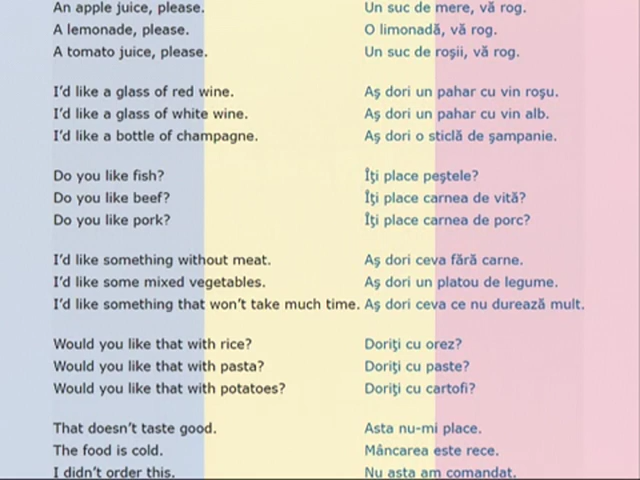 An apple juice, please. Un suc de mere, vă rog.
A lemonade, please. O limonadă, vă rog.
A tomato juice, please. Un suc de roşii, vă rog.
I'd like a glass of red wine. Aş dori un pahar cu vin roşu.
I'd like a glass of white wine. Aş dori un pahar cu vin alb.
I'd like a bottle of champagne. Aş dori o sticlă de şampanie.
Do you like fish? Îţi place peştele?
Do you like beef? Îţi place carnea de vită?
Do you like pork? Îţi place carnea de porc?
I'd like something without meat. Aş dori ceva fără carne.
I'd like some mixed vegetables. Aş dori un platou de legume.
I'd like something that won't take much time. Aş dori ceva ce nu durează mult.
Would you like that with rice? Doriţi cu orez?
Would you like that with pasta? Doriţi cu paste?
Would you like that with potatoes? Doriţi cu cartofi?
That doesn't taste good. Asta nu-mi place.
The food is cold. Mâncarea este rece.
I didn't order this. Nu asta am comandat.